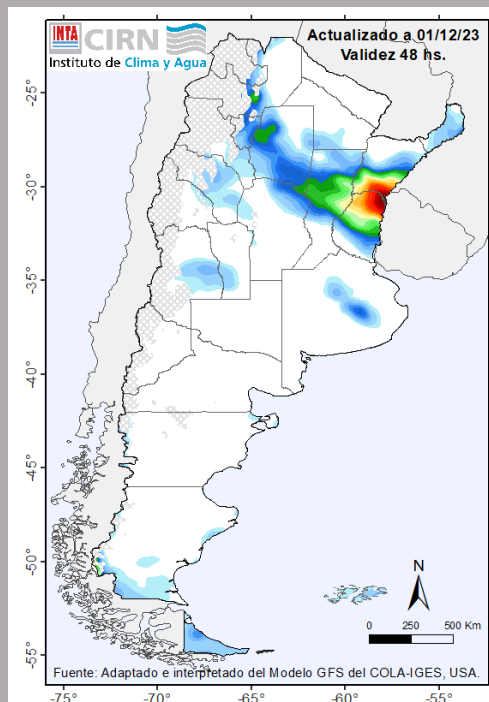 INTA CIRN
Instituto de Clima y Agua
Actualizado a 01/12/23
Validez 48 hs.
-25°
-30°
-35°
-40°
-45°
-50°
-55°
N
0 250 500 Km
Fuente: Adaptado e interpretado del Modelo GFS del COLA-IGES, USA.
-75° -70° -65° -60° -55°